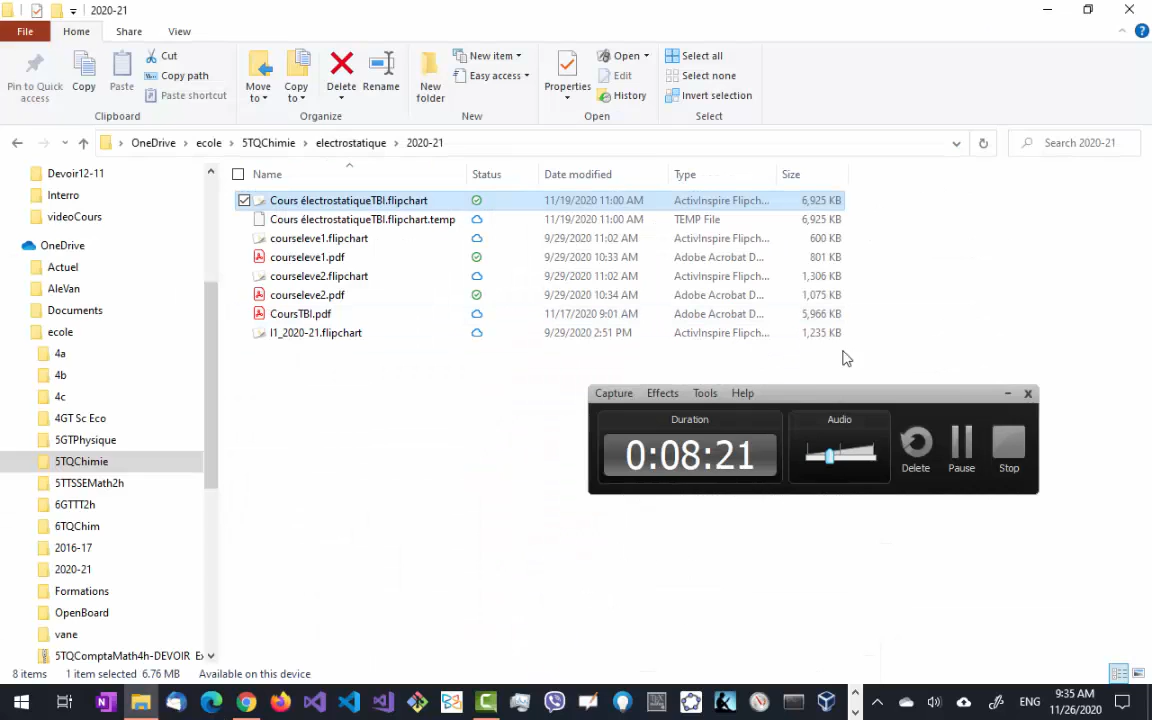 2020-21
File Home Share View
Pin to Quick access
Copy
Paste
Cut
Copy path
Paste shortcut
Clipboard
Move to
Copy to
Delete
Rename
Organize
New folder
New item
Easy access
New
Properties
Open
Edit
History
Open
Select all
Select none
Invert selection
Select
OneDrive > ecole > 5TQChimie > electrostatique > 2020-21
Search 2020-21
Devoir12-11
Interro
videoCours
OneDrive
Actuel
AleVan
Documents
ecole
4a
4b
4c
4GT Sc Eco
5GTPhysique
5TQChimie
5TTSSEMath2h
6GTTT2h
6TQChim
2016-17
2020-21
Formations
OpenBoard
vane
5TQComptaMath4h-DEVOIR
Name Status Date modified Type Size
Cours électrostatiqueTBI.flipchart 11/19/2020 11:00 AM ActivInspire Flipch... 6,925 KB
Cours électrostatiqueTBI.flipchart.temp 11/19/2020 11:00 AM TEMP File 6,925 KB
courseleve1.flipchart 9/29/2020 11:02 AM ActivInspire Flipch... 600 KB
courseleve1.pdf 9/29/2020 10:33 AM Adobe Acrobat D... 801 KB
courseleve2.flipchart 9/29/2020 11:02 AM ActivInspire Flipch... 1,306 KB
courseleve2.pdf 9/29/2020 10:34 AM Adobe Acrobat D... 1,075 KB
CoursTBI.pdf 11/17/2020 9:01 AM Adobe Acrobat D... 5,966 KB
I1_2020-21.flipchart 9/29/2020 2:51 PM ActivInspire Flipch... 1,235 KB
Capture Effects Tools Help
Duration
0:08:21
Audio
Delete
Pause
Stop
8 items 1 item selected 6.76 MB Available on this device
ENG
9:35 AM
11/26/2020